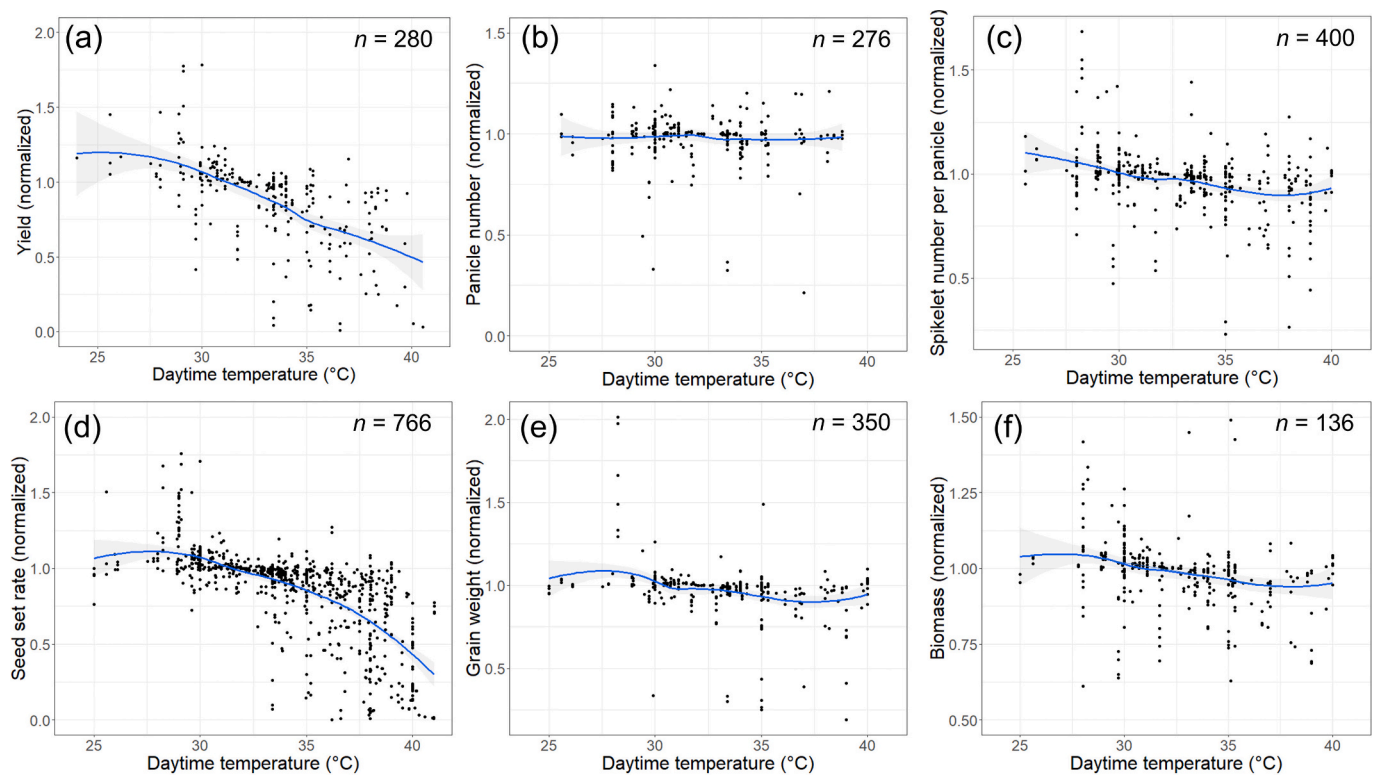 (a)
n = 280
Yield (normalized)
2.0
1.5
1.0
0.5
0.0
25 30 35 40
Daytime temperature (°C)
(b)
n = 276
Panicle number (normalized)
1.5
1.0
0.5
0.0
25 30 35 40
Daytime temperature (°C)
(c)
n = 400
Spikelet number per panicle (normalized)
1.5
1.0
0.5
25 30 35 40
Daytime temperature (°C)
(d)
n = 766
Seed set rate (normalized)
2.0
1.5
1.0
0.5
0.0
25 30 35 40
Daytime temperature (°C)
(e)
n = 350
Grain weight (normalized)
2.0
1.5
1.0
0.5
25 30 35 40
Daytime temperature (°C)
(f)
n = 136
Biomass (normalized)
1.50
1.25
1.00
0.75
0.50
25 30 35 40
Daytime temperature (°C)